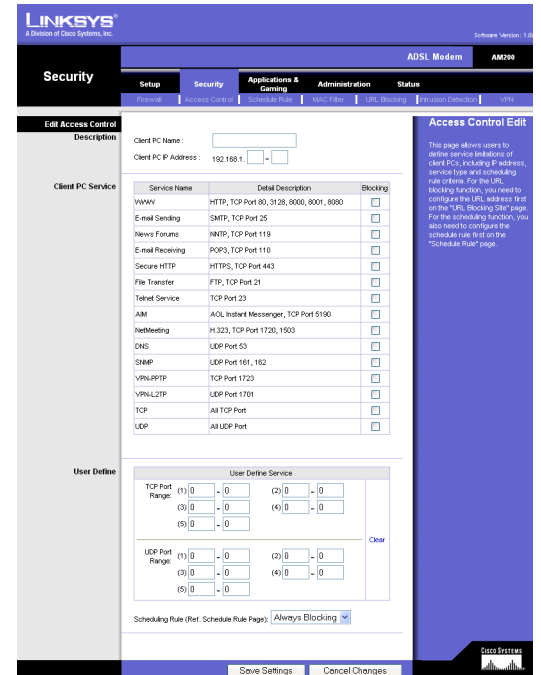 LINKSYS®
A Division of Cisco Systems, Inc.
Software Version: 1.00
ADSL Modem AM200
Security
Setup Security Applications & Gaming Administration Status
Firewall Access Control Schedule Rule MAC Filter URL Blocking Intrusion Detection VPN
Edit Access Control
Description
Client PC Name :
Client PC IP Address : 192.168.1. ~
Client PC Service
Service Name Detail Description Blocking
WWW HTTP, TCP Port 80, 3128, 8000, 8001, 8080
E-mail Sending SMTP, TCP Port 25
News Forums NNTP, TCP Port 119
E-mail Receiving POP3, TCP Port 110
Secure HTTP HTTPS, TCP Port 443
File Transfer FTP, TCP Port 21
Telnet Service TCP Port 23
AIM AOL Instant Messenger, TCP Port 5190
NetMeeting H.323, TCP Port 1720, 1503
DNS UDP Port 53
SNMP UDP Port 161, 162
VPN-PPTP TCP Port 1723
VPN-L2TP UDP Port 1701
TCP All TCP Port
UDP All UDP Port
User Define
User Define Service
TCP Port Range: (1) 0 ~ 0 (2) 0 ~ 0
(3) 0 ~ 0 (4) 0 ~ 0
(5) 0 ~ 0
Clear
UDP Port Range: (1) 0 ~ 0 (2) 0 ~ 0
(3) 0 ~ 0 (4) 0 ~ 0
(5) 0 ~ 0
Scheduling Rule (Ref. Schedule Rule Page): Always Blocking
Save Settings Cancel Changes
Access Control Edit
This page allows users to
define service limitations of
client PCs, including IP address,
service type and scheduling
rule criteria. For the URL
blocking function, you need to
configure the URL address first
on the "URL Blocking Site" page.
For the scheduling function, you
also need to configure the
schedule rule first on the
"Schedule Rule" page.
CISCO SYSTEMS